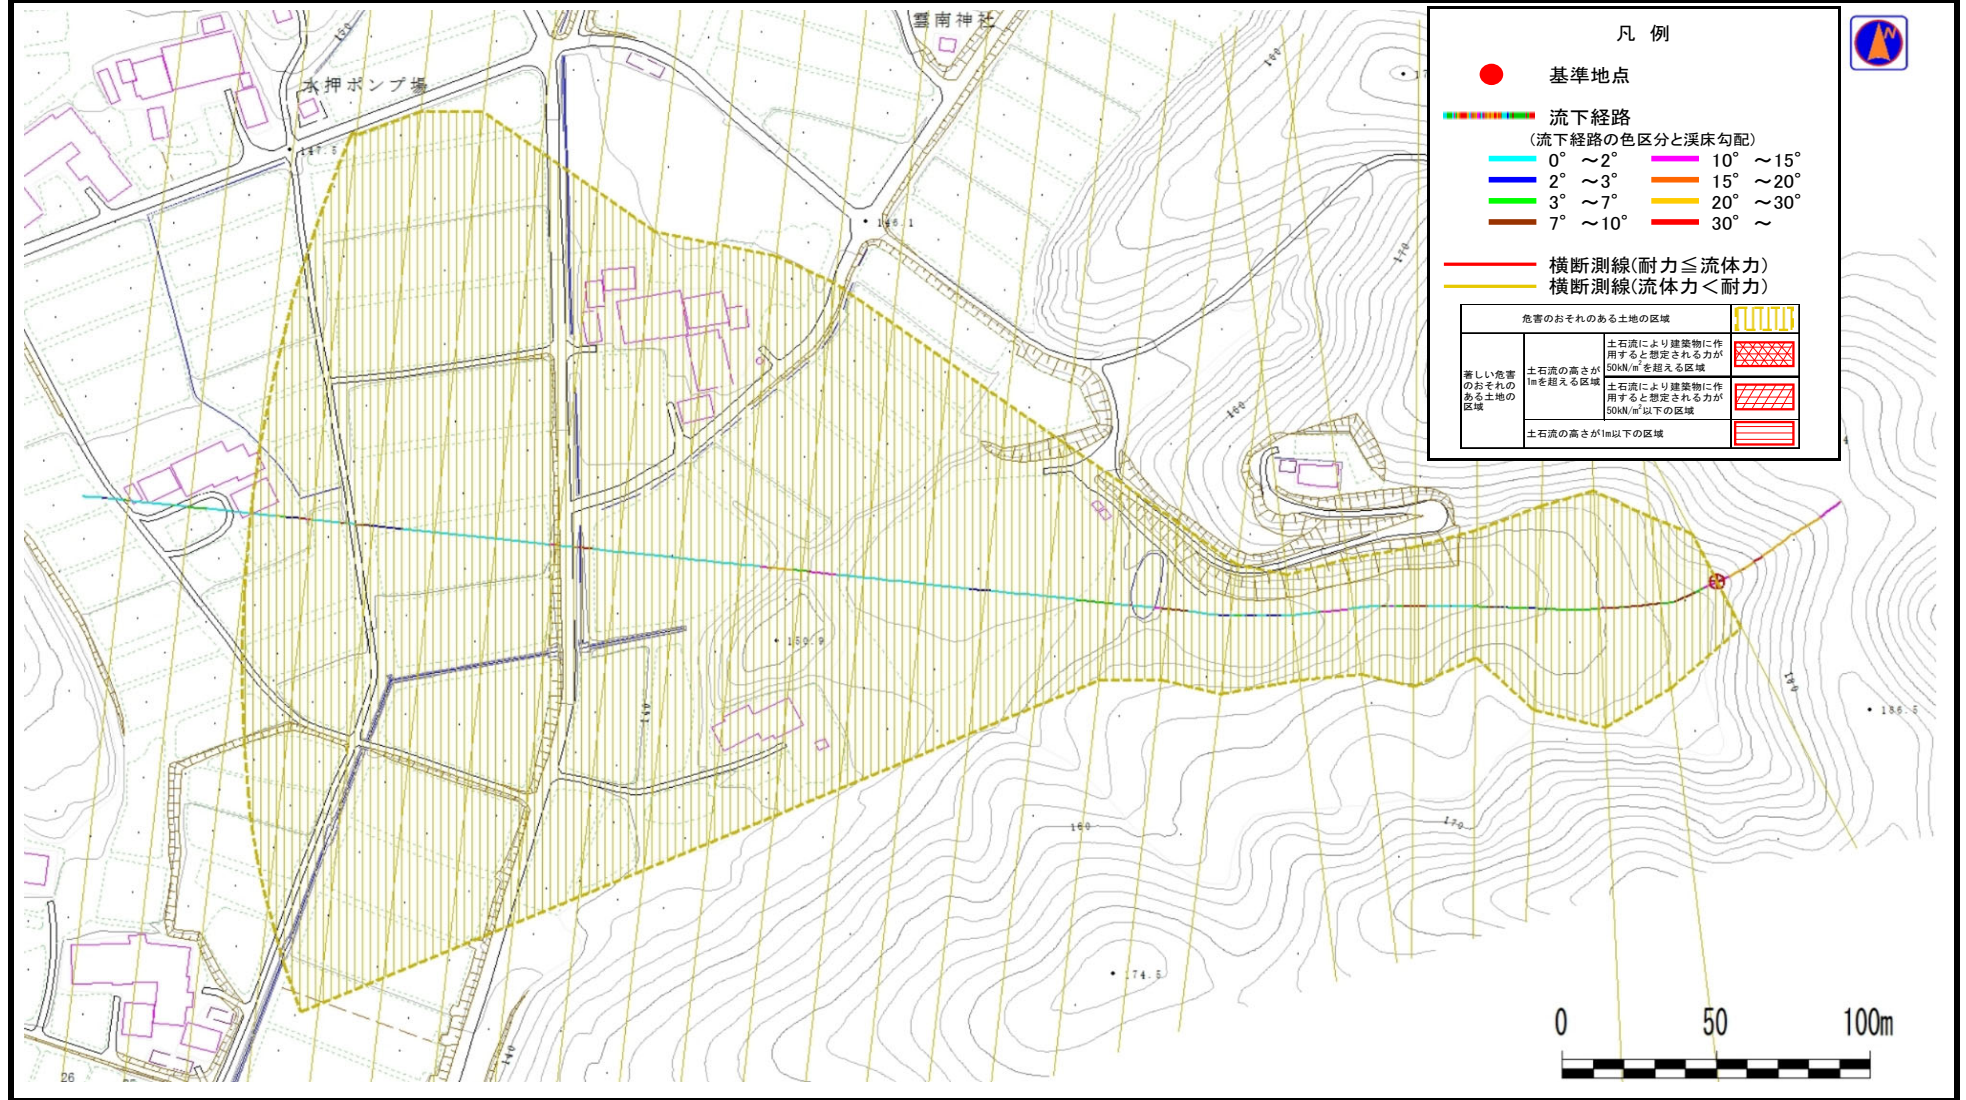 雲南神社
水押ポンプ場
150
147.5
146.1
160
170
160
150.9
140
180
186.5
160
170
174.5
140
26
凡 例
基準地点
流下経路
(流下経路の色区分と渓床勾配)
0° ～2° 10° ～15°
2° ～3° 15° ～20°
3° ～7° 20° ～30°
7° ～10° 30° ～
横断測線(耐力≦流体力)
横断測線(流体力＜耐力)
危害のおそれのある土地の区域
著しい危害
のおそれの
ある土地の
区域
土石流の高さが
1mを超える区域
土石流により建築物に作
用すると想定される力が
50kN/m²を超える区域
土石流により建築物に作
用すると想定される力が
50kN/m²以下の区域
土石流の高さが1m以下の区域
N
0 50 100m